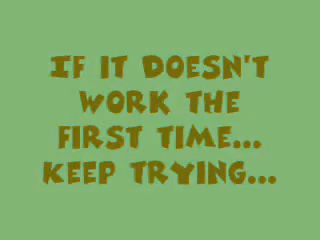 IF IT DOESN'T
WORK THE
FIRST TIME...
KEEP TRYING...